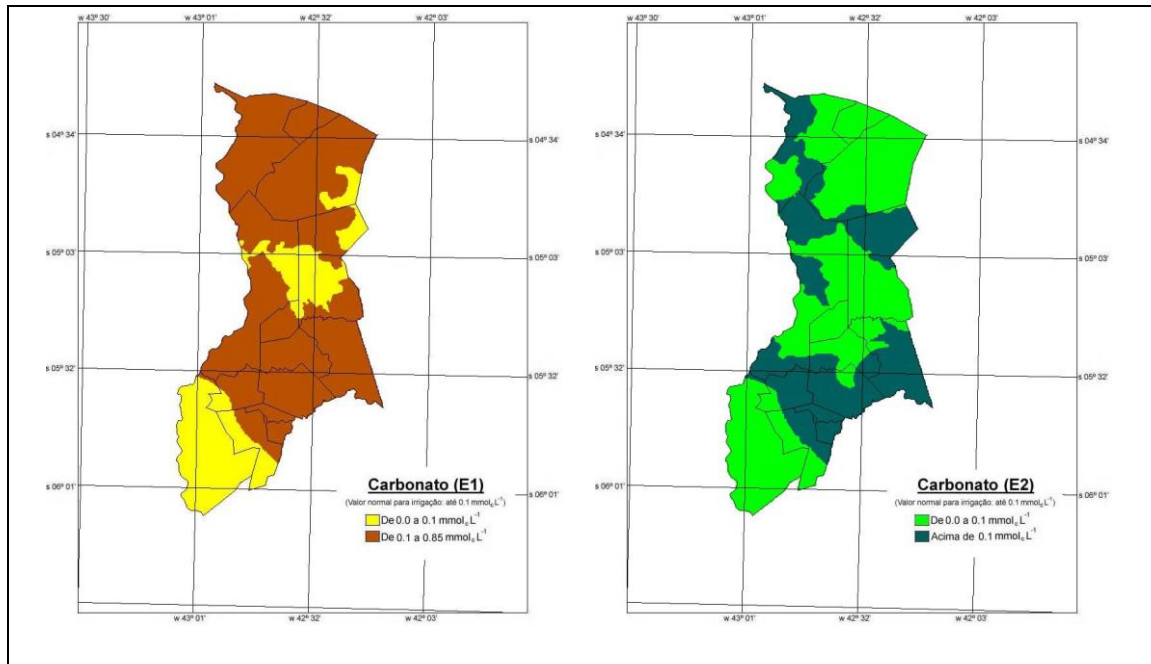 w 43º 30' w 43º 01' w 42º 32' w 42º 03'
s 04º 34' s 04º 34'
s 05º 03' s 05º 03'
s 05º 32' s 05º 32'
s 06º 01' s 06º 01'
Carbonato (E1)
(Valor normal para irrigação: até 0.1 mmolc L-1)
De 0.0 a 0.1 mmolc L-1
De 0.1 a 0.85 mmolc L-1
w 43º 01' w 42º 32' w 42º 03'
w 43º 30' w 43º 01' w 42º 32' w 42º 03'
s 04º 34' s 04º 34'
s 05º 03' s 05º 03'
s 05º 32' s 05º 32'
s 06º 01' s 06º 01'
Carbonato (E2)
(Valor normal para irrigação: até 0.1 mmolc L-1)
De 0.0 a 0.1 mmolc L-1
Acima de 0.1 mmolc L-1
w 43º 01' w 42º 32' w 42º 03'